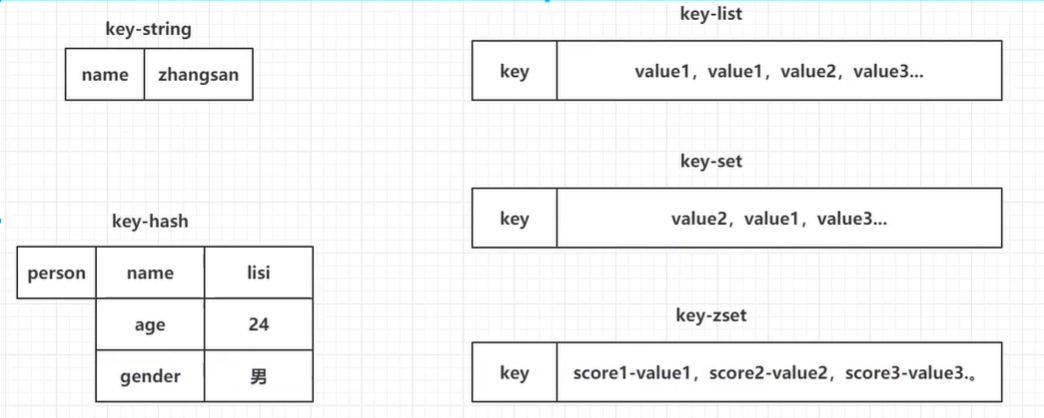 key-string
name zhangsan
key-hash
person name lisi
age 24
gender 男
key-list
key value1，value1，value2，value3...
key-set
key value2，value1，value3...
key-zset
key score1-value1，score2-value2，score3-value3.。